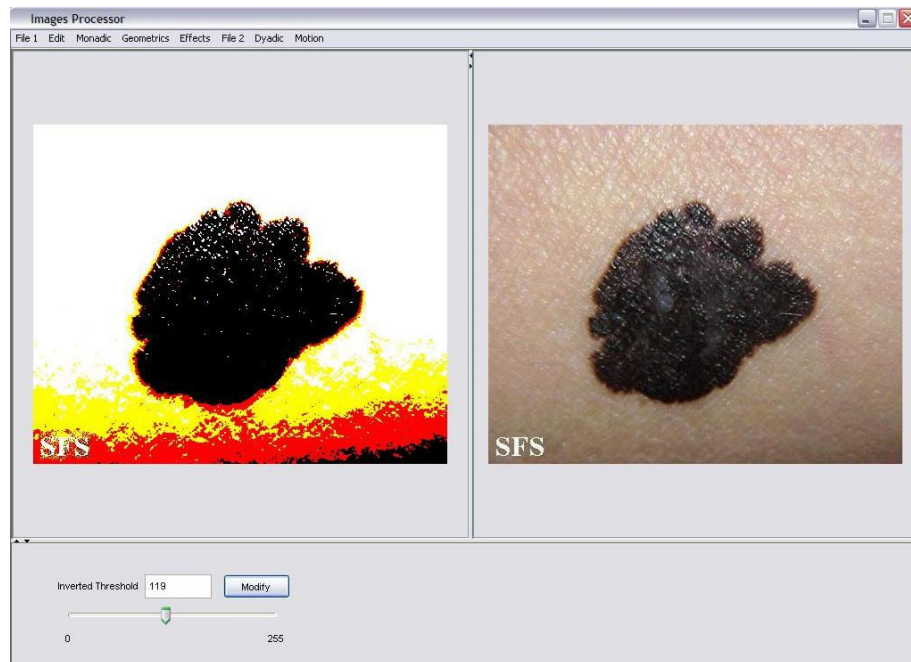 Images Processor
File 1 Edit Monadic Geometrics Effects File 2 Dyadic Motion
SFS
SFS
Inverted Threshold 119 Modify
0 255